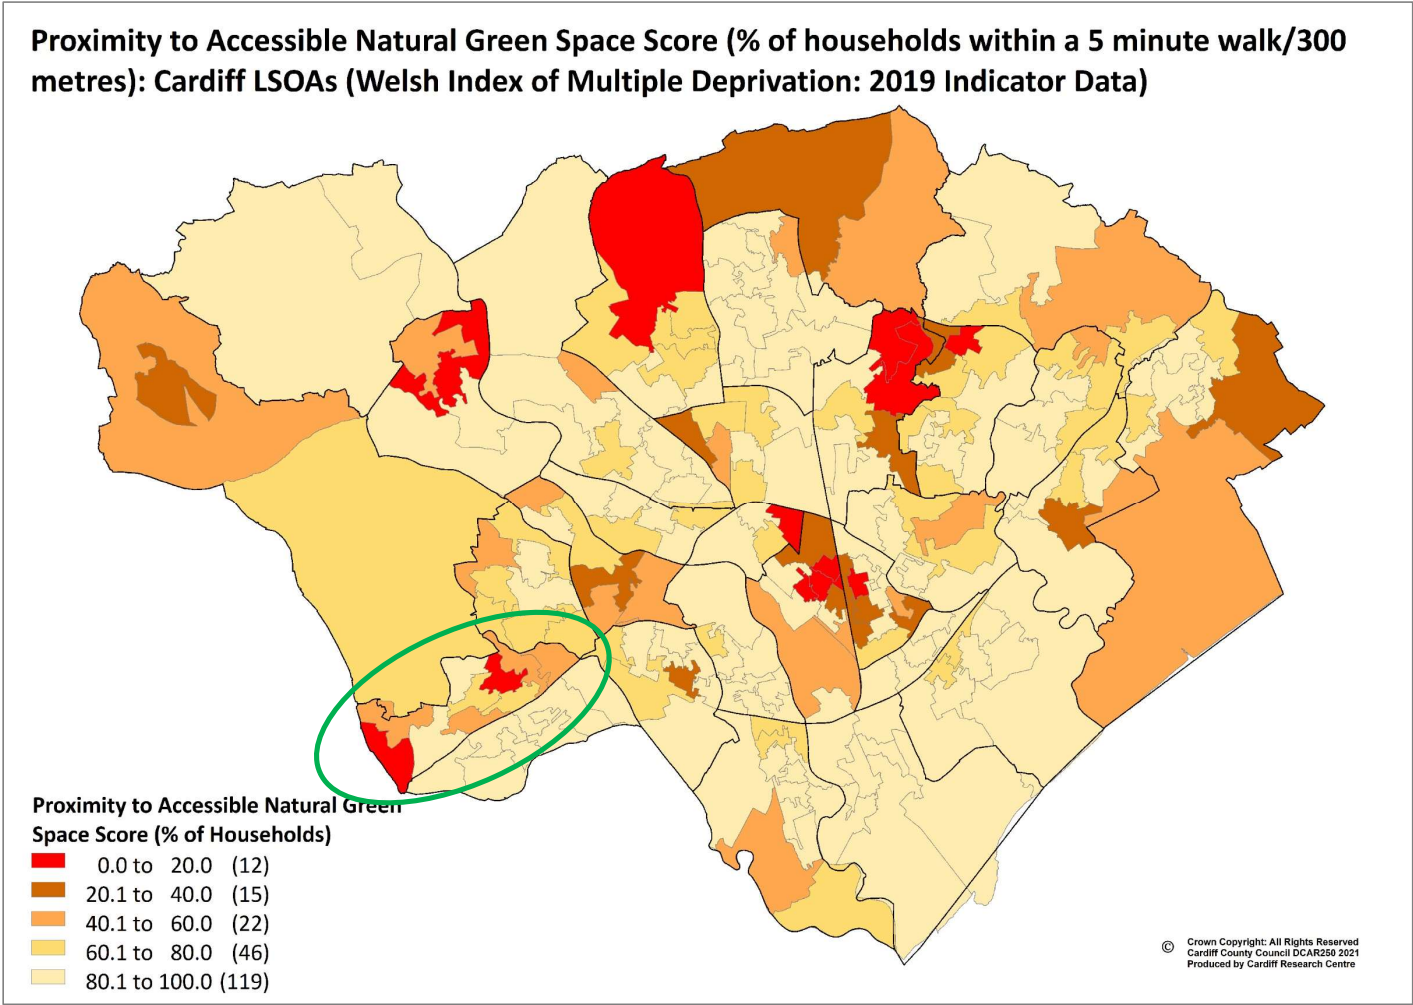 Proximity to Accessible Natural Green Space Score (% of households within a 5 minute walk/300
metres): Cardiff LSOAs (Welsh Index of Multiple Deprivation: 2019 Indicator Data)
Proximity to Accessible Natural Green
Space Score (% of Households)
0.0 to 20.0 (12)
20.1 to 40.0 (15)
40.1 to 60.0 (22)
60.1 to 80.0 (46)
80.1 to 100.0 (119)
© Crown Copyright: All Rights Reserved
Cardiff County Council DCAR250 2021
Produced by Cardiff Research Centre